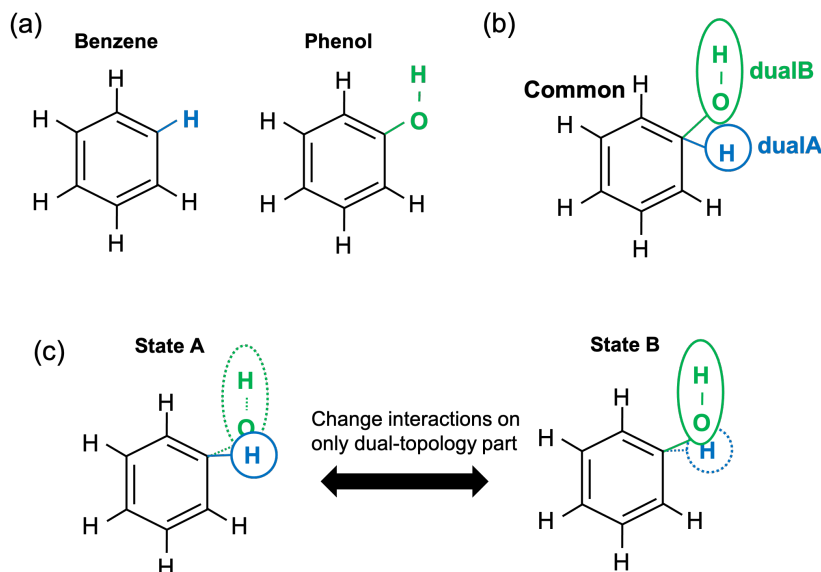 (a)
Benzene
H
H
H
H
H
H
Phenol
H
O
H
H
H
H
H
(b)
Common
H
O
dualB
H
dualA
H
H
H
H
H
(c)
State A
H
O
H
H
H
H
H
H
Change interactions on
only dual-topology part
State B
H
O
H
H
H
H
H
H